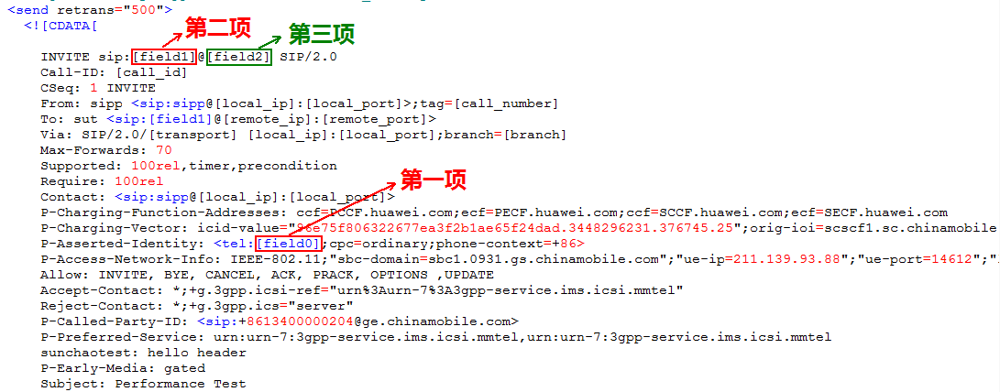 <send retrans="500">
<![CDATA[
第二项
第三项
INVITE sip:[field1]@[field2] SIP/2.0
Call-ID: [call_id]
CSeq: 1 INVITE
From: sipp <sip:sipp@[local_ip]:[local_port]>;tag=[call_number]
To: sut <sip:[field1]@[remote_ip]:[remote_port]>
Via: SIP/2.0/[transport] [local_ip]:[local_port];branch=[branch]
Max-Forwards: 70
Supported: 100rel,timer,precondition
Require: 100rel
第一项
Contact: <sip:sipp@[local_ip]:[local_port]>
P-Charging-Function-Addresses: ccf=PCCF.huawei.com;ecf=PECF.huawei.com;ccf=SCCF.huawei.com;ecf=SECF.huawei.com
P-Charging-Vector: icid-value="86e75f806322677ea3f2b1ae65f24dad.3448296231.376745.25";orig-ioi=scscf1.sc.chinamobile
P-Asserted-Identity: <tel:[field0];cpc=ordinary;phone-context=+86>
P-Access-Network-Info: IEEE-802.11;"sbc-domain=sbc1.0931.gs.chinamobile.com";"ue-ip=211.139.93.88";"ue-port=14612";"
Allow: INVITE, BYE, CANCEL, ACK, PRACK, OPTIONS ,UPDATE
Accept-Contact: *;+g.3gpp.icsi-ref="urn%3Aurn-7%3A3gpp-service.ims.icsi.mmtel"
Reject-Contact: *;+g.3gpp.ics="server"
P-Called-Party-ID: <sip:+8613400000204@ge.chinamobile.com>
P-Preferred-Service: urn:urn-7:3gpp-service.ims.icsi.mmtel,urn:urn-7:3gpp-service.ims.icsi.mmtel
sunchaotest: hello header
P-Early-Media: gated
Subject: Performance Test